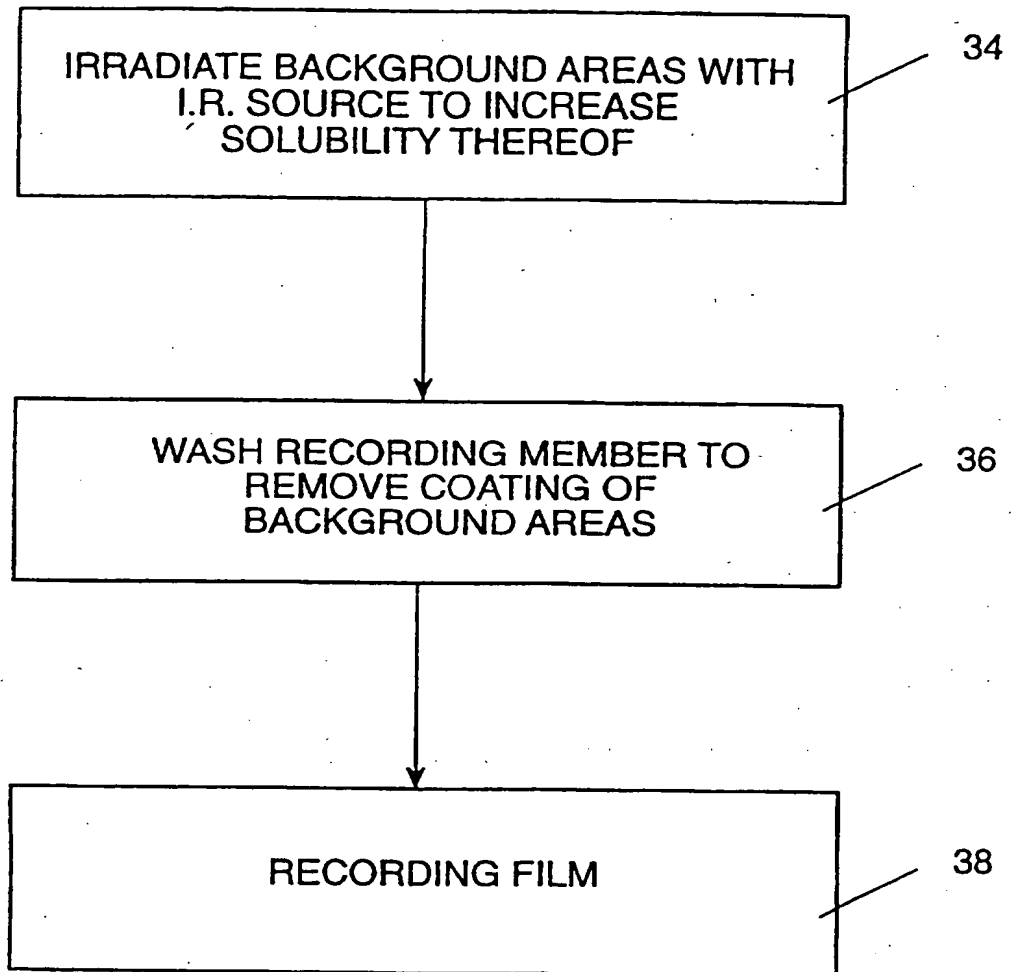 IRRADIATE BACKGROUND AREAS WITH
I.R. SOURCE TO INCREASE
SOLUBILITY THEREOF
34
WASH RECORDING MEMBER TO
REMOVE COATING OF
BACKGROUND AREAS
36
RECORDING FILM
38